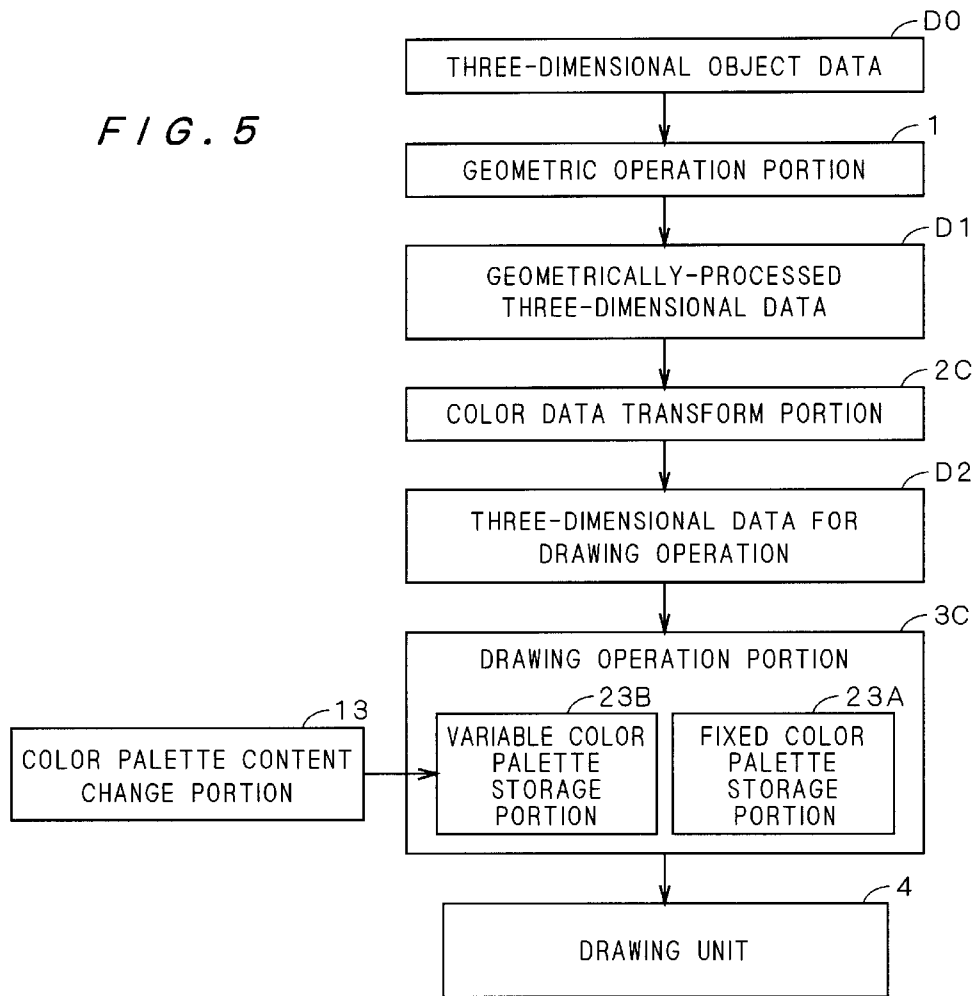 D0
THREE-DIMENSIONAL OBJECT DATA
FIG.5
1
GEOMETRIC OPERATION PORTION
D1
GEOMETRICALLY-PROCESSED
THREE-DIMENSIONAL DATA
2C
COLOR DATA TRANSFORM PORTION
D2
THREE-DIMENSIONAL DATA FOR
DRAWING OPERATION
3C
DRAWING OPERATION PORTION
13
COLOR PALETTE CONTENT
CHANGE PORTION
23B
VARIABLE COLOR
PALETTE
STORAGE
PORTION
23A
FIXED COLOR
PALETTE
STORAGE
PORTION
4
DRAWING UNIT